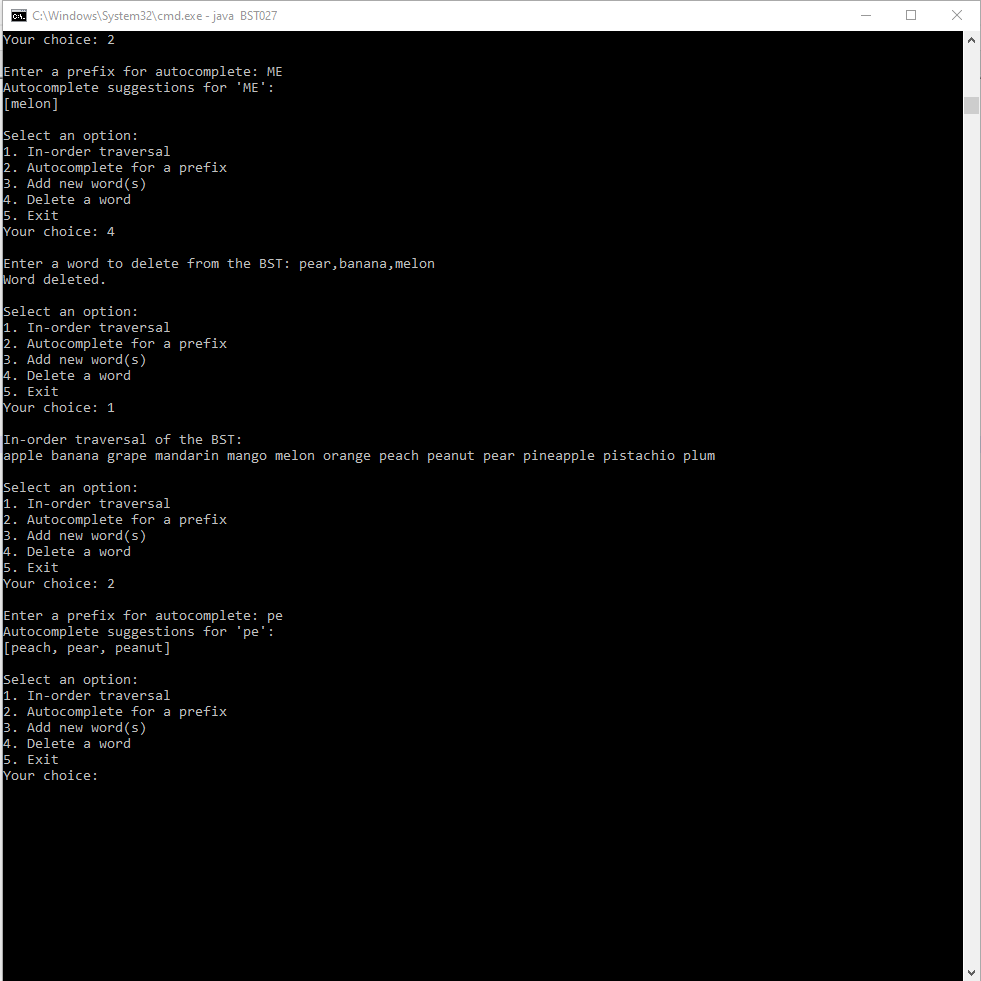 C:\Windows\System32\cmd.exe - java  BST027
Your choice: 2
Enter a prefix for autocomplete: ME
Autocomplete suggestions for 'ME':
[melon]
Select an option:
1. In-order traversal
2. Autocomplete for a prefix
3. Add new word(s)
4. Delete a word
5. Exit
Your choice: 4
Enter a word to delete from the BST: pear,banana,melon
Word deleted.
Select an option:
1. In-order traversal
2. Autocomplete for a prefix
3. Add new word(s)
4. Delete a word
5. Exit
Your choice: 1
In-order traversal of the BST:
apple banana grape mandarin mango melon orange peach peanut pear pineapple pistachio plum
Select an option:
1. In-order traversal
2. Autocomplete for a prefix
3. Add new word(s)
4. Delete a word
5. Exit
Your choice: 2
Enter a prefix for autocomplete: pe
Autocomplete suggestions for 'pe':
[peach, pear, peanut]
Select an option:
1. In-order traversal
2. Autocomplete for a prefix
3. Add new word(s)
4. Delete a word
5. Exit
Your choice: